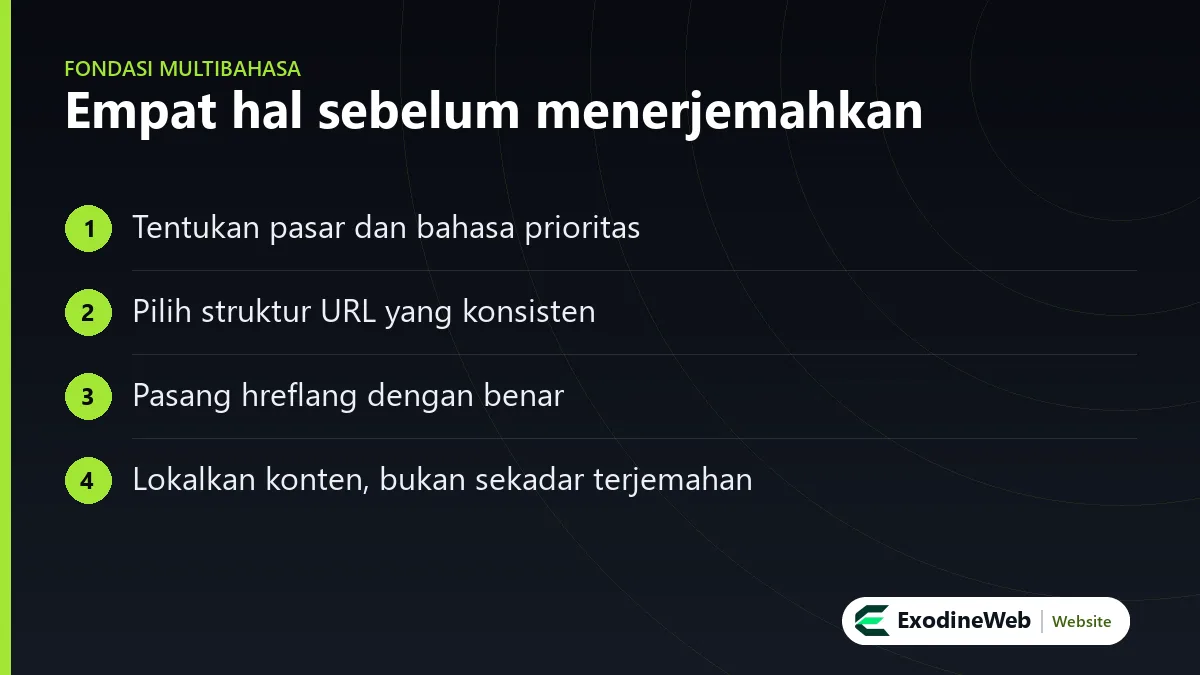 FONDASI MULTIBAHASA
Empat hal sebelum menerjemahkan
1 Tentukan pasar dan bahasa prioritas
2 Pilih struktur URL yang konsisten
3 Pasang hreflang dengan benar
4 Lokalkan konten, bukan sekadar terjemahan
ExodineWeb | Website